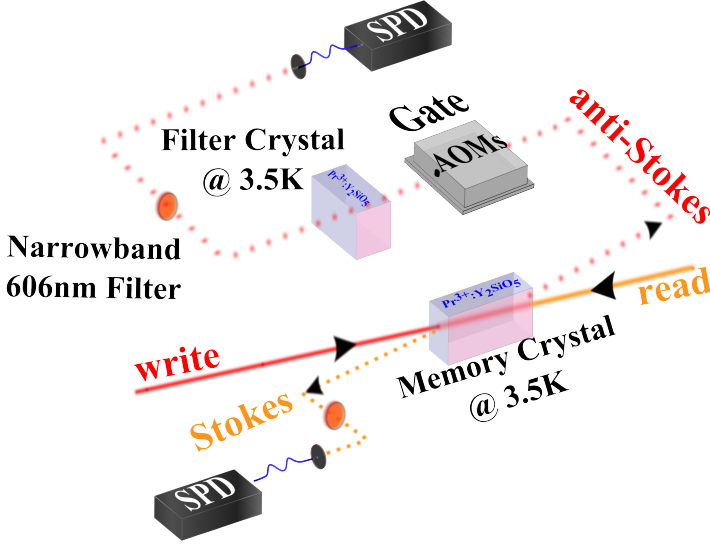 SPD
anti-Stokes
Gate
AOMs
Filter Crystal
@ 3.5K
Pr³⁺:Y₂SiO₅
Narrowband
606nm Filter
Pr³⁺:Y₂SiO₅
read
write
Memory Crystal
@ 3.5K
Stokes
SPD